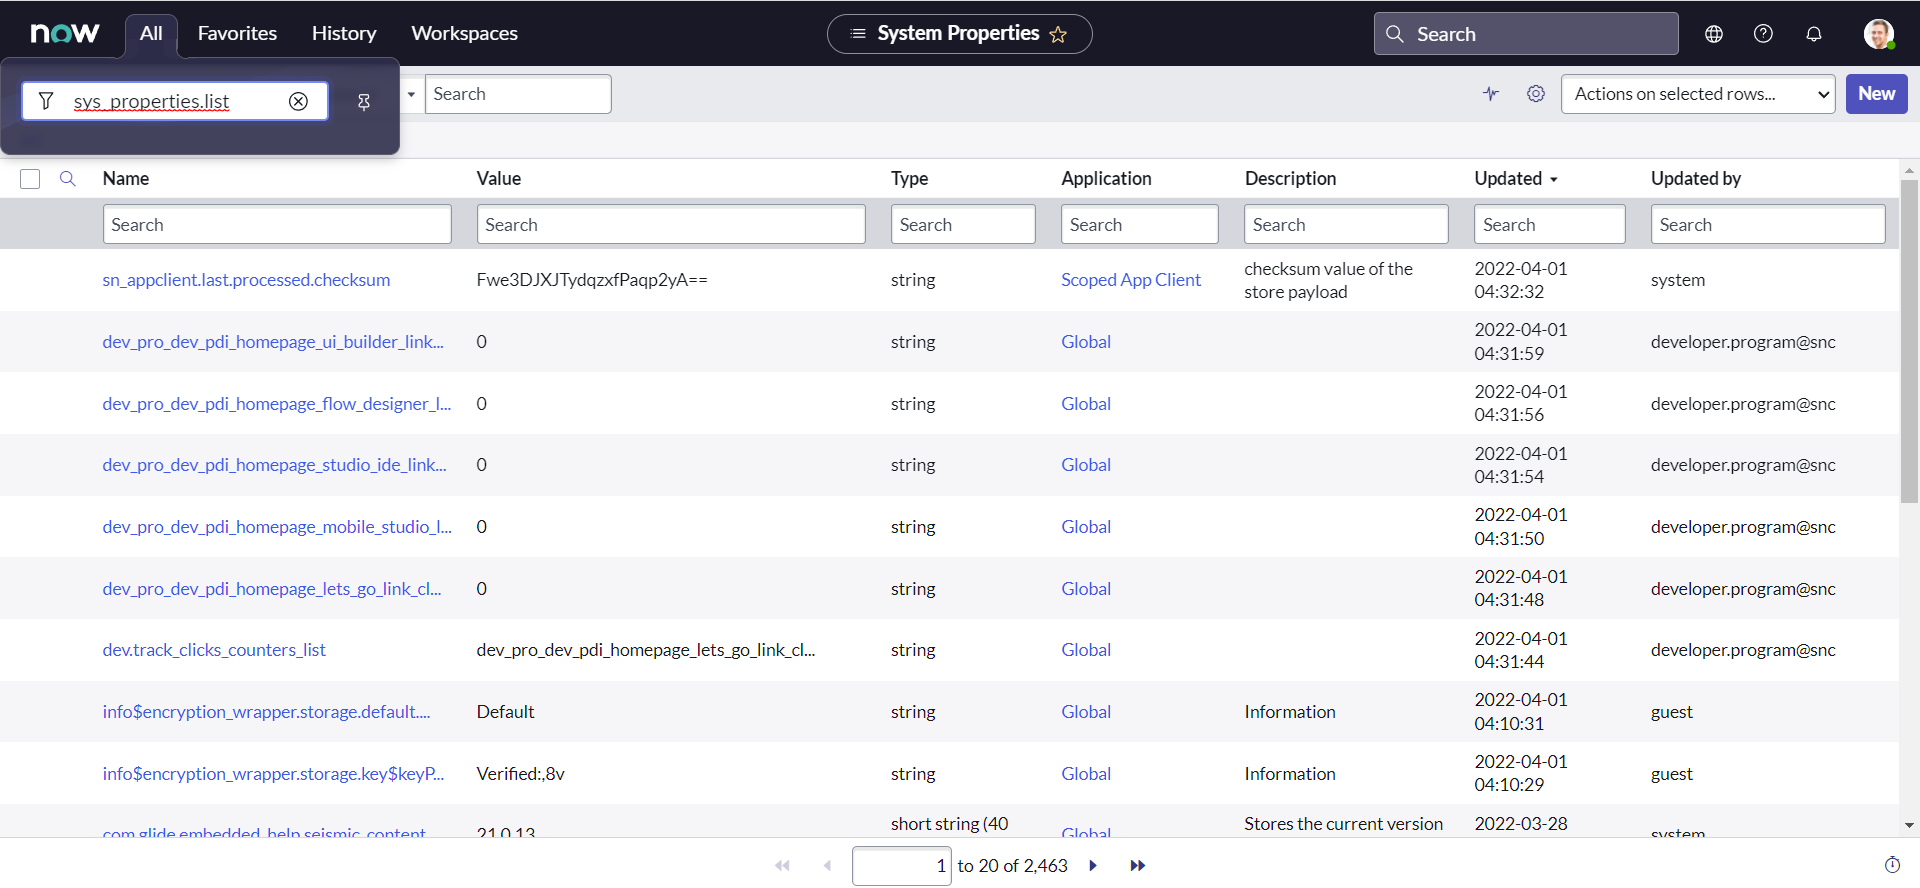 now All Favorites History Workspaces System Properties Search
sys_properties.list Search Actions on selected rows... New
Name Value Type Application Description Updated Updated by
Search Search Search Search Search Search Search
sn_appclient.last.processed.checksum Fwe3DJXJTydqzxfPaqp2yA== string Scoped App Client checksum value of the store payload 2022-04-01 04:32:32 system
dev_pro_dev_pdi_homepage_ui_builder_link... 0 string Global 2022-04-01 04:31:59 developer.program@snc
dev_pro_dev_pdi_homepage_flow_designer_l... 0 string Global 2022-04-01 04:31:56 developer.program@snc
dev_pro_dev_pdi_homepage_studio_ide_link... 0 string Global 2022-04-01 04:31:54 developer.program@snc
dev_pro_dev_pdi_homepage_mobile_studio_l... 0 string Global 2022-04-01 04:31:50 developer.program@snc
dev_pro_dev_pdi_homepage_lets_go_link_cl... 0 string Global 2022-04-01 04:31:48 developer.program@snc
dev.track_clicks_counters_list dev_pro_dev_pdi_homepage_lets_go_link_cl... string Global 2022-04-01 04:31:44 developer.program@snc
info$encryption_wrapper.storage.default.... Default string Global Information 2022-04-01 04:10:31 guest
info$encryption_wrapper.storage.key$keyP... Verified:,8v string Global Information 2022-04-01 04:10:29 guest
com.glide.embedded_help.seismic_content 21.0.13 short string (40 Global Stores the current version 2022-03-28 system
1 to 20 of 2,463